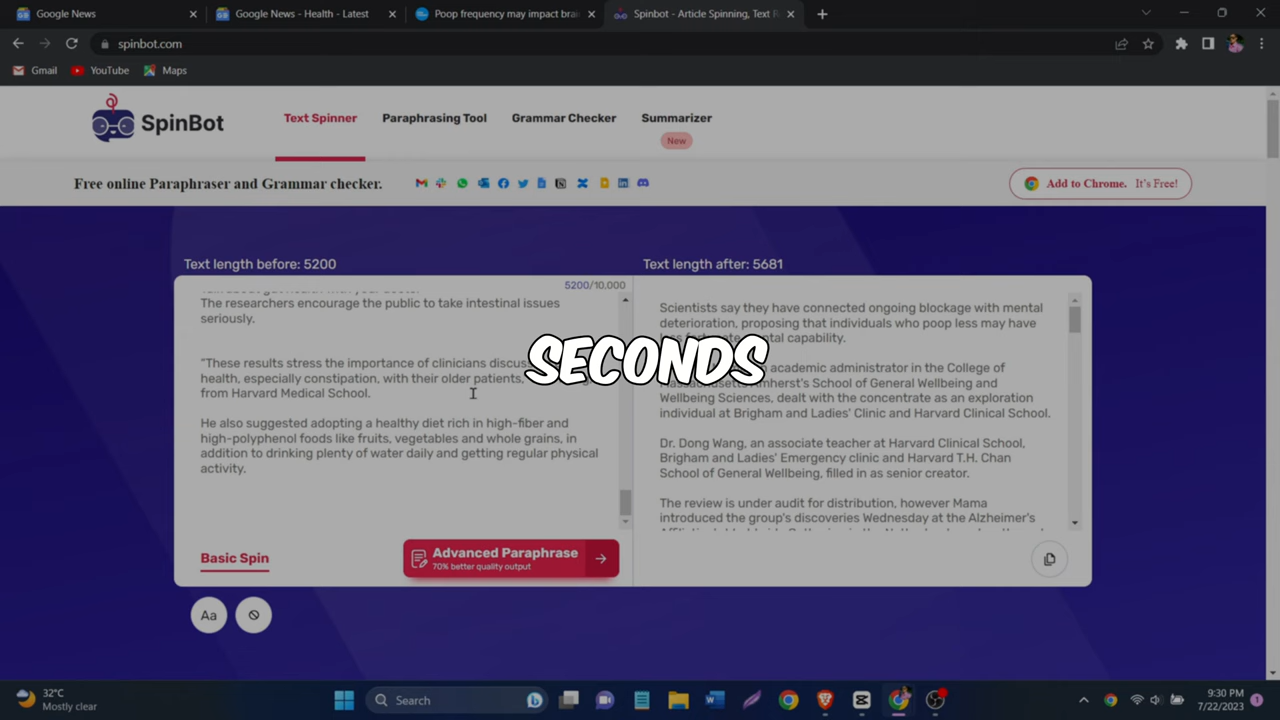 Google News
Google News - Health - Latest
Poop frequency may impact brai
Spinbot - Article Spinning, Text R
spinbot.com
Gmail
YouTube
Maps
SpinBot
Text Spinner
Paraphrasing Tool
Grammar Checker
Summarizer
New
Free online Paraphraser and Grammar checker.
Add to Chrome. It's Free!
Text length before: 5200
5200/10,000
The researchers encourage the public to take intestinal issues
seriously.
"These results stress the importance of clinicians discus
health, especially constipation, with their older patients,
from Harvard Medical School.
He also suggested adopting a healthy diet rich in high-fiber and
high-polyphenol foods like fruits, vegetables and whole grains, in
addition to drinking plenty of water daily and getting regular physical
activity.
Basic Spin
Advanced Paraphrase
70% better quality output
Aa
SECONDS
Text length after: 5681
Scientists say they have connected ongoing blockage with mental
deterioration, proposing that individuals who poop less may have
mental capability.
academic administrator in the College of
Amherst's School of General Wellbeing and
Wellbeing Sciences, dealt with the concentrate as an exploration
individual at Brigham and Ladies' Clinic and Harvard Clinical School.
Dr. Dong Wang, an associate teacher at Harvard Clinical School,
Brigham and Ladies' Emergency clinic and Harvard T.H. Chan
School of General Wellbeing, filled in as senior creator.
The review is under audit for distribution, however Mama
introduced the group's discoveries Wednesday at the Alzheimer's
32°C
Mostly clear
Search
9:30 PM
7/22/2023
1